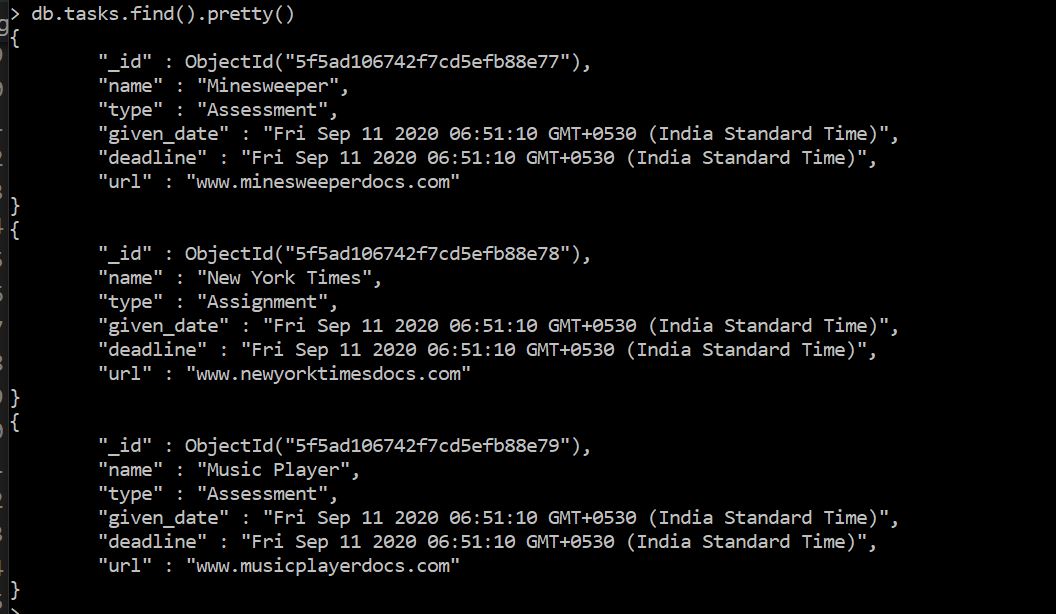 > db.tasks.find().pretty()
{
"_id" : ObjectId("5f5ad106742f7cd5efb88e77"),
"name" : "Minesweeper",
"type" : "Assessment",
"given_date" : "Fri Sep 11 2020 06:51:10 GMT+0530 (India Standard Time)",
"deadline" : "Fri Sep 11 2020 06:51:10 GMT+0530 (India Standard Time)",
"url" : "www.minesweeperdocs.com"
}
{
"_id" : ObjectId("5f5ad106742f7cd5efb88e78"),
"name" : "New York Times",
"type" : "Assignment",
"given_date" : "Fri Sep 11 2020 06:51:10 GMT+0530 (India Standard Time)",
"deadline" : "Fri Sep 11 2020 06:51:10 GMT+0530 (India Standard Time)",
"url" : "www.newyorktimesdocs.com"
}
{
"_id" : ObjectId("5f5ad106742f7cd5efb88e79"),
"name" : "Music Player",
"type" : "Assessment",
"given_date" : "Fri Sep 11 2020 06:51:10 GMT+0530 (India Standard Time)",
"deadline" : "Fri Sep 11 2020 06:51:10 GMT+0530 (India Standard Time)",
"url" : "www.musicplayerdocs.com"
}
>